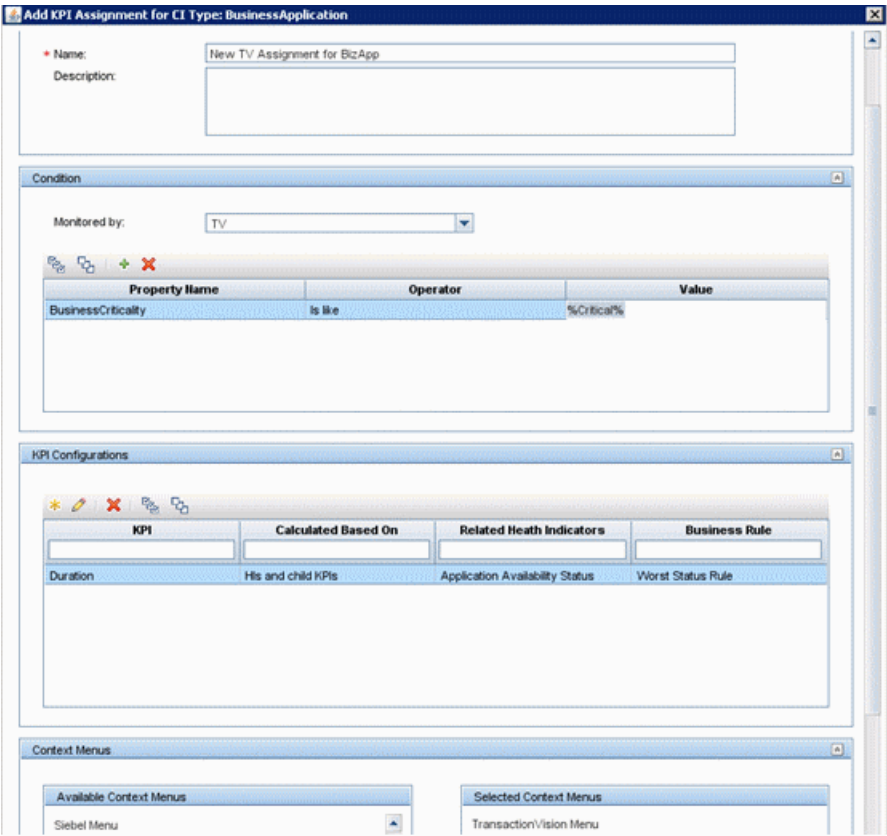 Add KPI Assignment for CI Type: BusinessApplication
* Name: New TV Assignment for BizApp
Description:
Condition
Monitored by: TV
Property Name Operator Value
BusinessCriticality Is like %Critical%
KPI Configurations
KPI Calculated Based On Related Heath Indicators Business Rule
Duration HIs and child KPIs Application Availability Status Worst Status Rule
Context Menus
Available Context Menus Selected Context Menus
Siebel Menu TransactionVision Menu